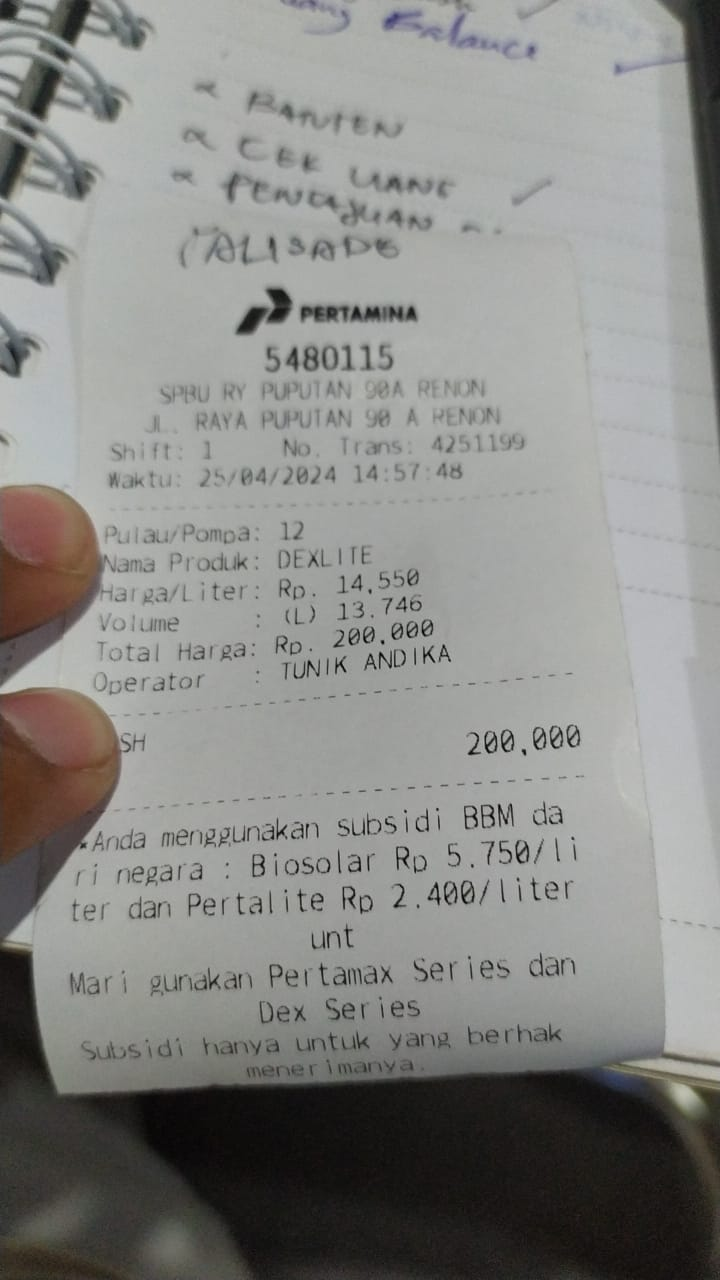 Balance
× BANTEN
× CEK UANG ✓
× PENGAJUAN
PALISADE
PERTAMINA
5480115
SPBU RY PUPUTAN 90A RENON
JL. RAYA PUPUTAN 90 A RENON
Shift: 1 No. Trans: 4251199
Waktu: 25/04/2024 14:57:48
Pulau/Pompa: 12
Nama Produk: DEXLITE
Harga/Liter: Rp. 14,550
Volume : (L) 13.746
Total Harga: Rp. 200.000
Operator : TUNIK ANDIKA
SH 200,000
*Anda menggunakan subsidi BBM da
ri negara : Biosolar Rp 5.750/li
ter dan Pertalite Rp 2.400/liter
unt
Mari gunakan Pertamax Series dan
Dex Series
Subsidi hanya untuk yang berhak
menerimanya.